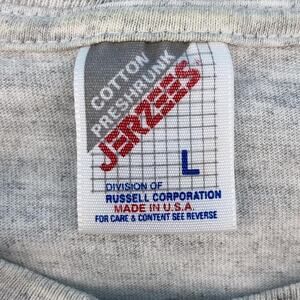 COTTON
PRESHRUNK
JERZEES
L
DIVISION OF
RUSSELL CORPORATION
MADE IN U.S.A.
FOR CARE & CONTENT SEE REVERSE